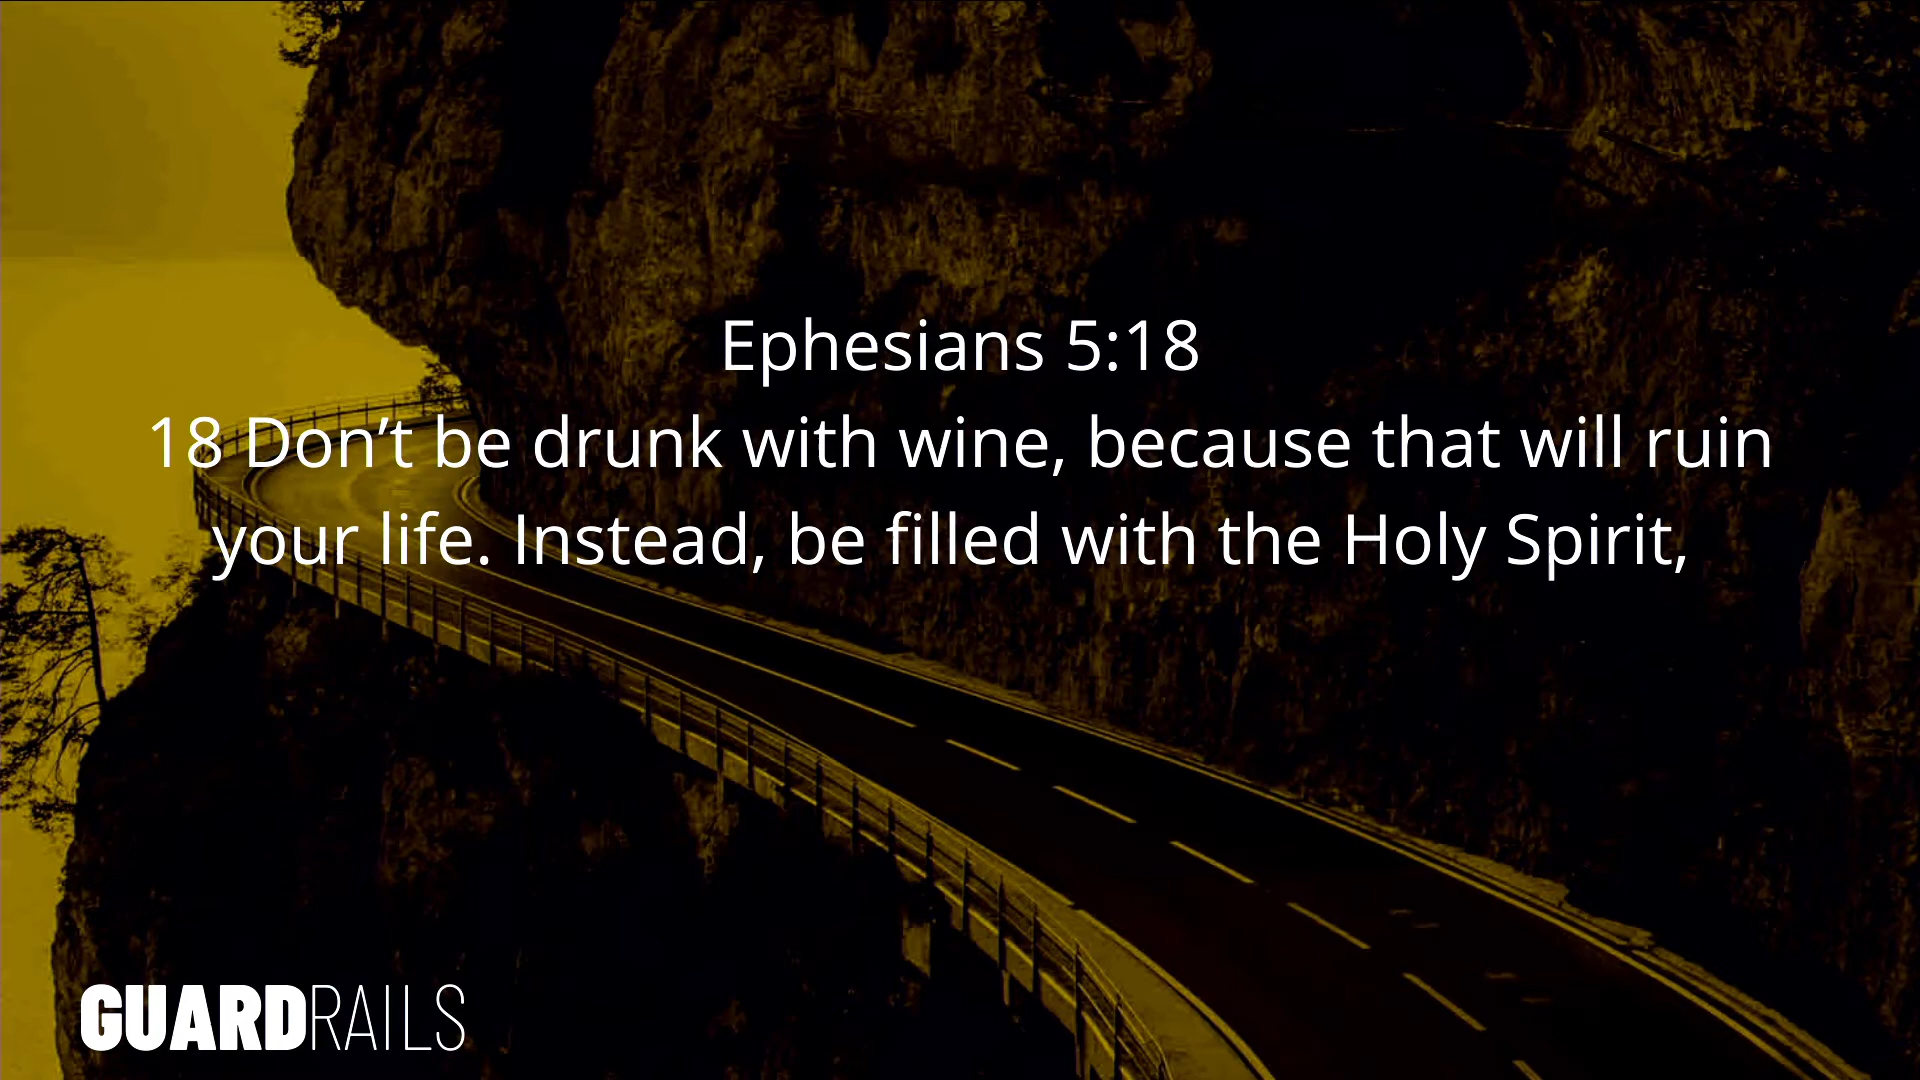 Ephesians 5:18
18 Don’t be drunk with wine, because that will ruin
your life. Instead, be filled with the Holy Spirit,
GUARDRAILS